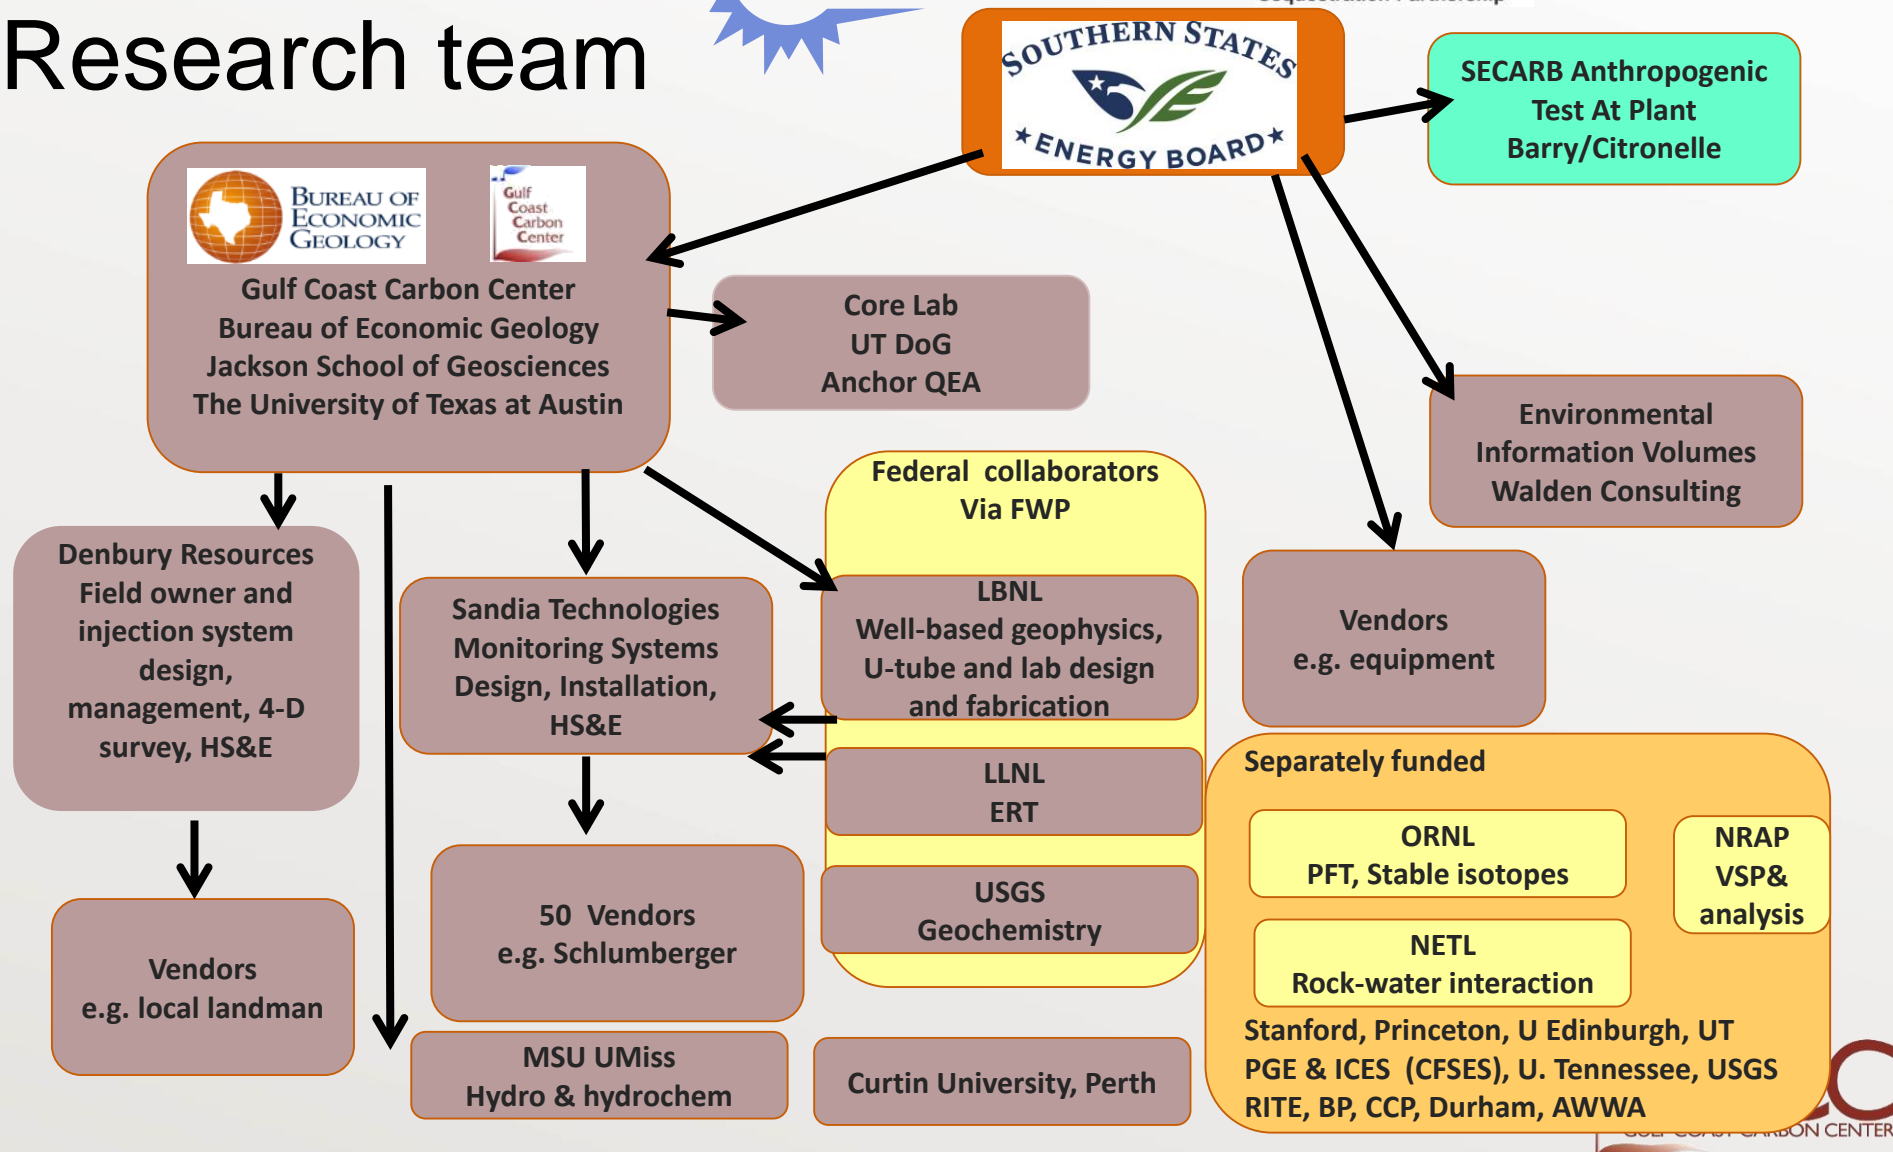 Research team
SOUTHERN STATES
ENERGY BOARD
SECARB Anthropogenic
Test At Plant
Barry/Citronelle
BUREAU OF
ECONOMIC
GEOLOGY
Gulf
Coast
Carbon
Center
Gulf Coast Carbon Center
Bureau of Economic Geology
Jackson School of Geosciences
The University of Texas at Austin
Core Lab
UT DoG
Anchor QEA
Environmental
Information Volumes
Walden Consulting
Federal collaborators
Via FWP
Denbury Resources
Field owner and
injection system
design,
management, 4-D
survey, HS&E
Sandia Technologies
Monitoring Systems
Design, Installation,
HS&E
LBNL
Well-based geophysics,
U-tube and lab design
and fabrication
Vendors
e.g. equipment
LLNL
ERT
USGS
Geochemistry
Separately funded
ORNL
PFT, Stable isotopes
NRAP
VSP&
analysis
NETL
Rock-water interaction
Stanford, Princeton, U Edinburgh, UT
PGE & ICES (CFSES), U. Tennessee, USGS
RITE, BP, CCP, Durham, AWWA
50 Vendors
e.g. Schlumberger
Vendors
e.g. local landman
MSU UMiss
Hydro & hydrochem
Curtin University, Perth
GULF COAST CARBON CENTER